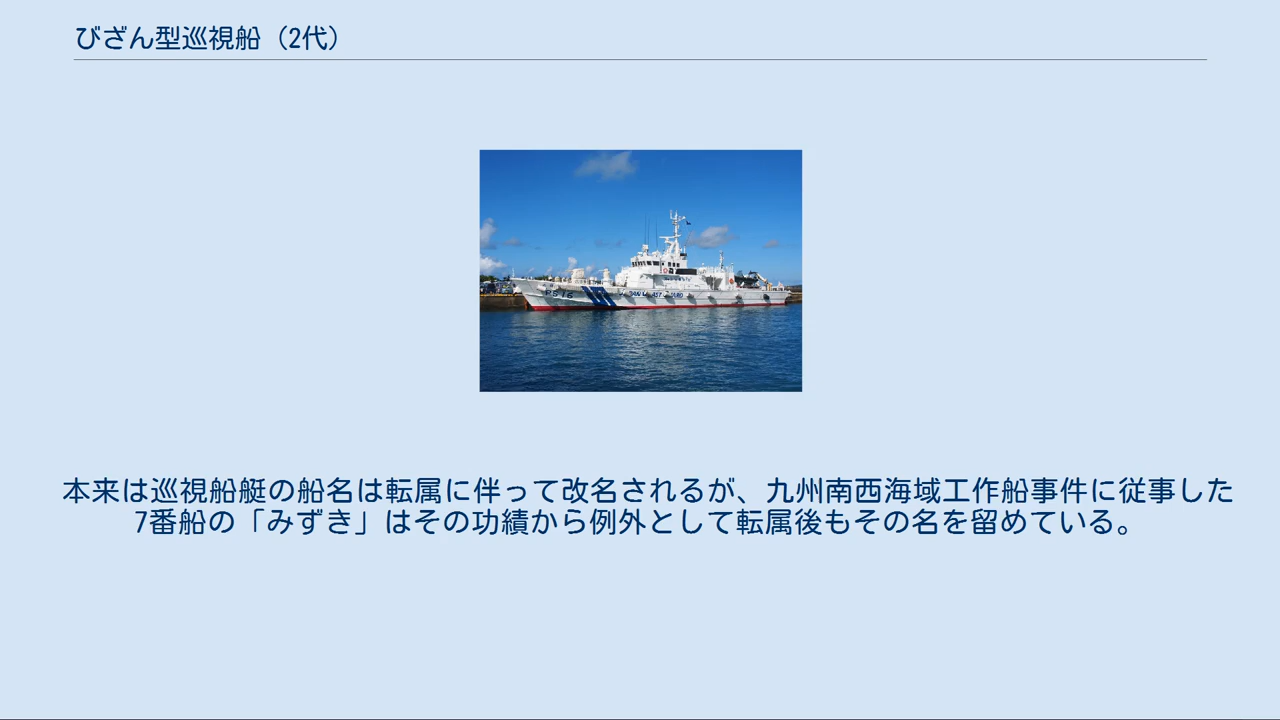 びざん型巡視船（2代）
PS16
本来は巡視船艇の船名は転属に伴って改名されるが、九州南西海域工作船事件に従事した
7番船の「みずき」はその功績から例外として転属後もその名を留めている。